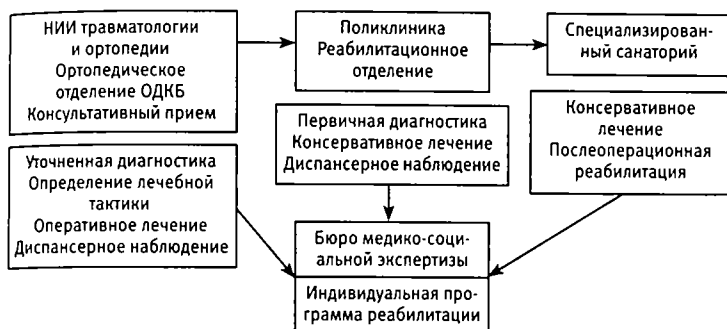 НИИ травматологии
и ортопедии
Ортопедическое
отделение ОДКБ
Консультативный прием
Поликлиника
Реабилитационное
отделение
Специализирован-
ный санаторий
Уточненная диагностика
Определение лечебной
тактики
Оперативное лечение
Диспансерное наблюдение
Первичная диагностика
Консервативное лечение
Диспансерное наблюдение
Консервативное
лечение
Послеоперационная
реабилитация
Бюро медико-соци-
альной экспертизы
Индивидуальная про-
грамма реабилитации